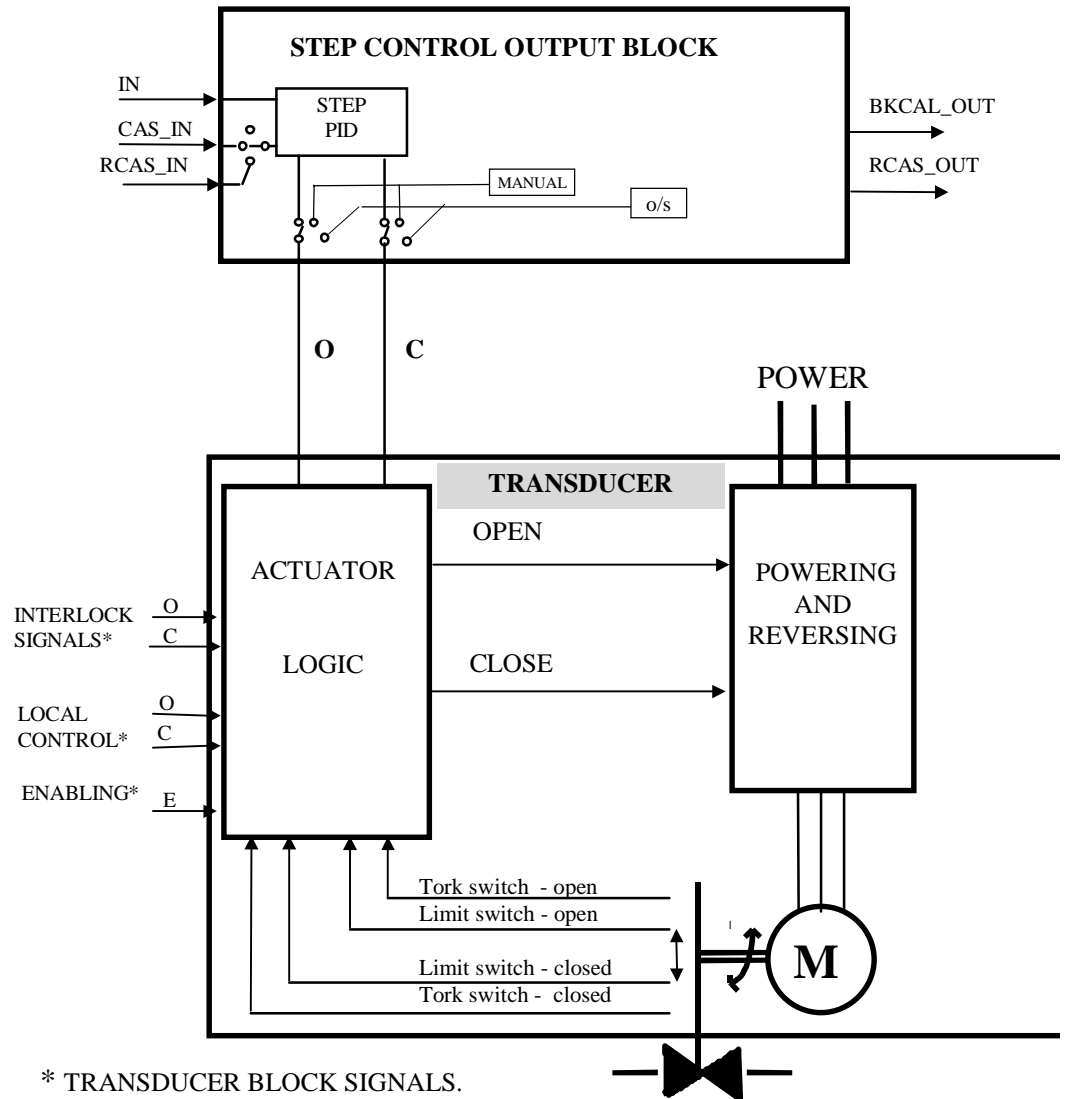 STEP CONTROL OUTPUT BLOCK
IN
CAS_IN
RCAS_IN
STEP
PID
MANUAL
o/s
BKCAL_OUT
RCAS_OUT
O
C
POWER
TRANSDUCER
OPEN
CLOSE
ACTUATOR
LOGIC
POWERING
AND
REVERSING
INTERLOCK
SIGNALS*
O
C
LOCAL
CONTROL*
O
C
ENABLING*
E
Tork switch - open
Limit switch - open
Limit switch - closed
Tork switch - closed
M
* TRANSDUCER BLOCK SIGNALS.